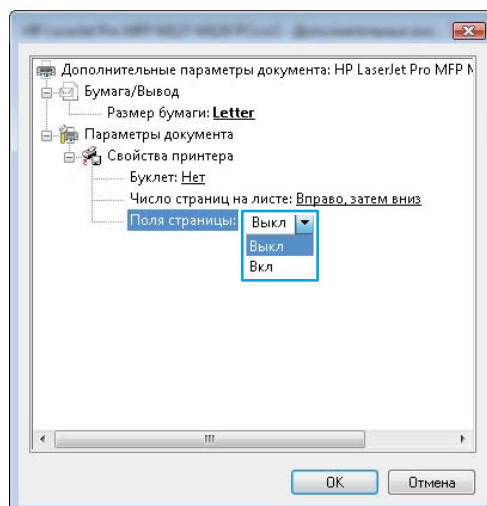 Дополнительные параметры документа: HP LaserJet Pro MFP
Бумага/Вывод
Размер бумаги: Letter
Параметры документа
Свойства принтера
Буклет: Нет
Число страниц на листе: Вправо, затем вниз
Поля страницы: Выкл
Выкл
Вкл
OK Отмена